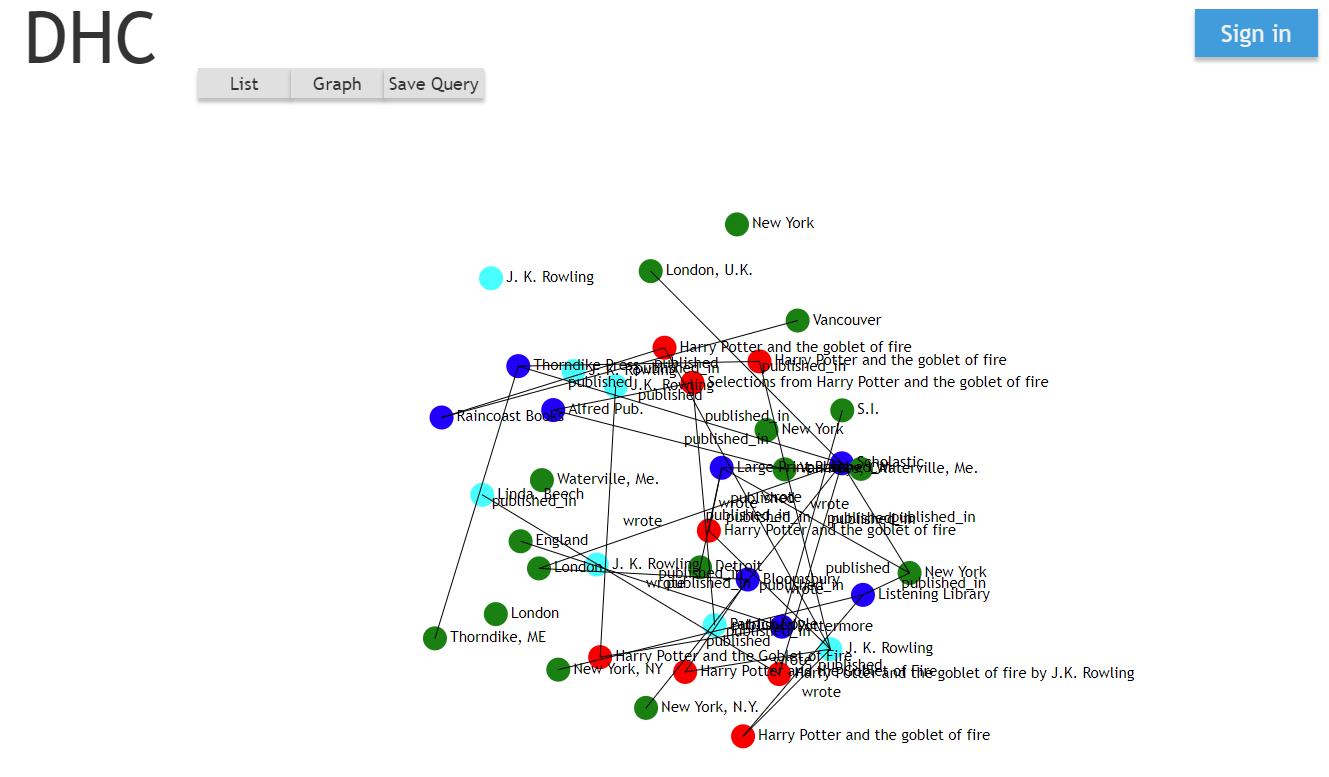 DHC
Sign in
List
Graph
Save Query
New York
London, U.K.
J. K. Rowling
Vancouver
Harry Potter and the goblet of fire
Harry Potter and the goblet of fire
published
published_in
published_in
Thorndike Press
J. K. Rowling
published
J.K. Rowling
Selections from Harry Potter and the goblet of fire
published
Raincoast Books
Alfred Pub.
S.I.
published_in
New York
published_in
Scholastic
Large Print Press
Waterville, Me.
Waterville, Me.
Linda. Beech
published_in
published
wrote
wrote
wrote
wrote
published_in
published_in
published_in
published_in
Harry Potter and the goblet of fire
England
London
J. K. Rowling
Detroit
published
New York
published_in
published_in
wrote
published_in
Bloomsbury
published_in
wrote
Listening Library
London
Pottermore
published_in
Thorndike, ME
published
J. K. Rowling
Harry Potter and the Goblet of Fire
wrote
published
New York, NY
Harry Potter and the Goblet of Fire
Harry Potter and the goblet of fire by J.K. Rowling
wrote
New York, N.Y.
Harry Potter and the goblet of fire